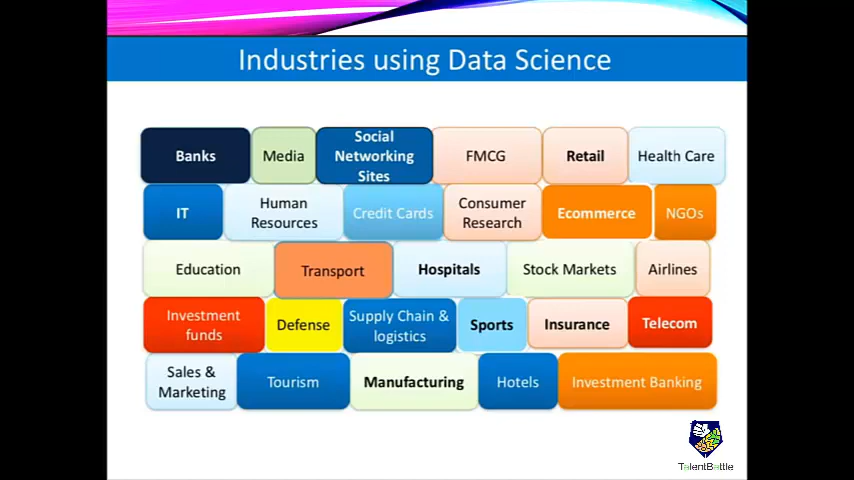 Industries using Data Science
Banks
Media
Social
Networking
Sites
FMCG
Retail
Health Care
IT
Human
Resources
Credit Cards
Consumer
Research
Ecommerce
NGOs
Education
Transport
Hospitals
Stock Markets
Airlines
Investment
funds
Defense
Supply Chain &
logistics
Sports
Insurance
Telecom
Sales &
Marketing
Tourism
Manufacturing
Hotels
Investment Banking
TalentBattle